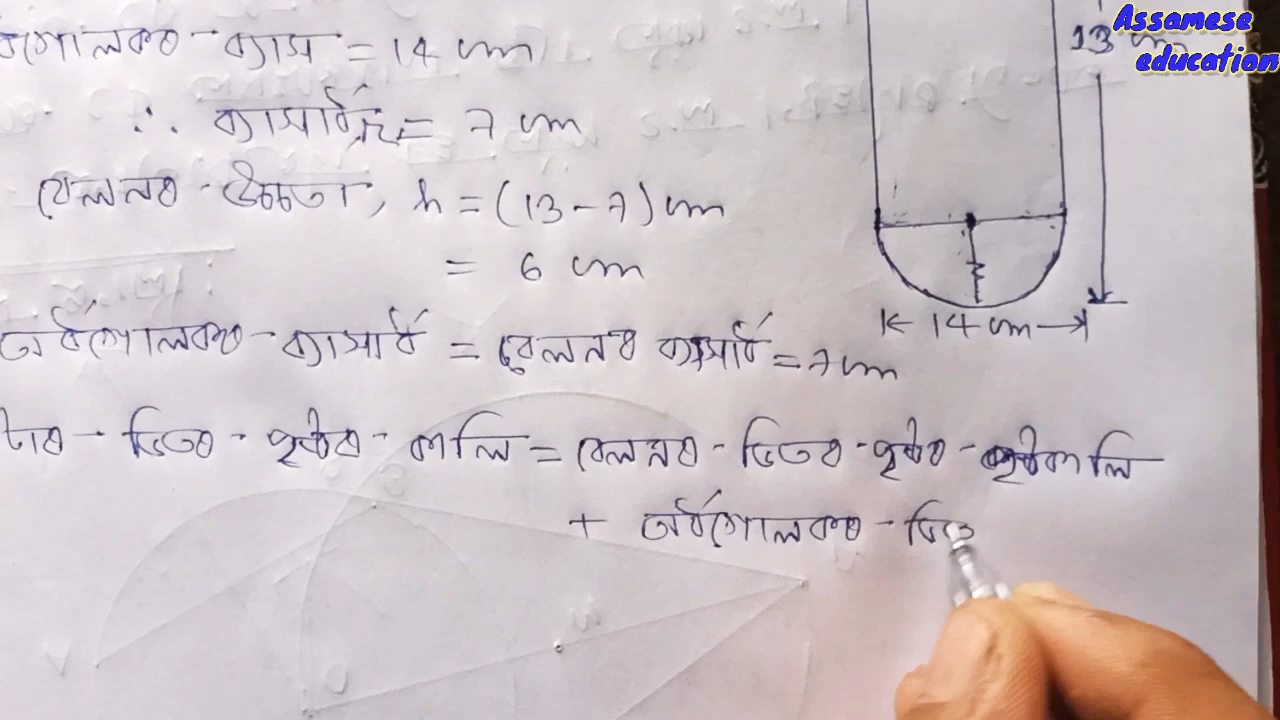 Assamese
education
13 cm
ৰ্ধগোলকৰ ব্যাস = 14 cm
∴ ব্যাসাৰ্ধ, r = 7 cm
বেলনৰ উচ্চতা, h = (13 - 7) cm
= 6 cm
14 cm
অৰ্ধগোলকৰ ব্যাসাৰ্ধ = বেলনৰ ব্যাসাৰ্ধ = 7 cm
ভিতৰ পৃষ্ঠৰ কালি = বেলনৰ ভিতৰ পৃষ্ঠৰ কালি
+ অৰ্ধগোলকৰ ভিত